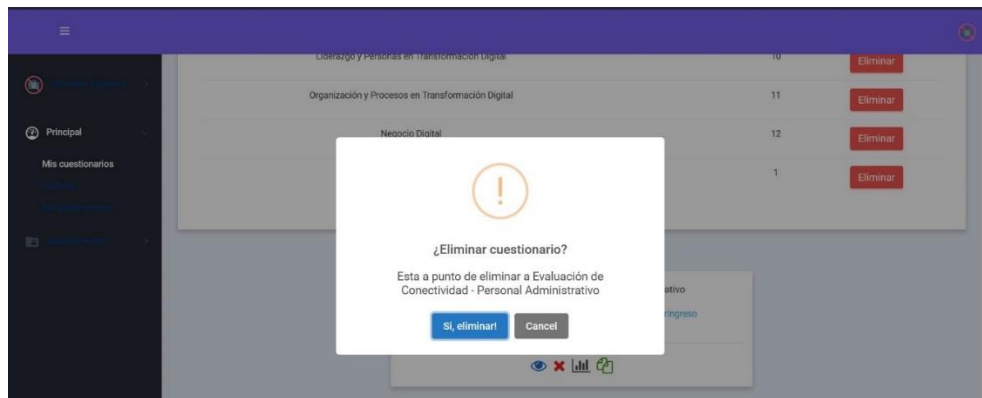 Liderazgo y Personas en Transformación Digital 10 Eliminar
Organización y Procesos en Transformación Digital 11 Eliminar
Principal
Negocio Digital 12 Eliminar
Mis cuestionarios
1 Eliminar
¿Eliminar cuestionario?
Esta a punto de eliminar a Evaluación de
Conectividad - Personal Administrativo
Si, eliminar! Cancel
ativo
ringreso